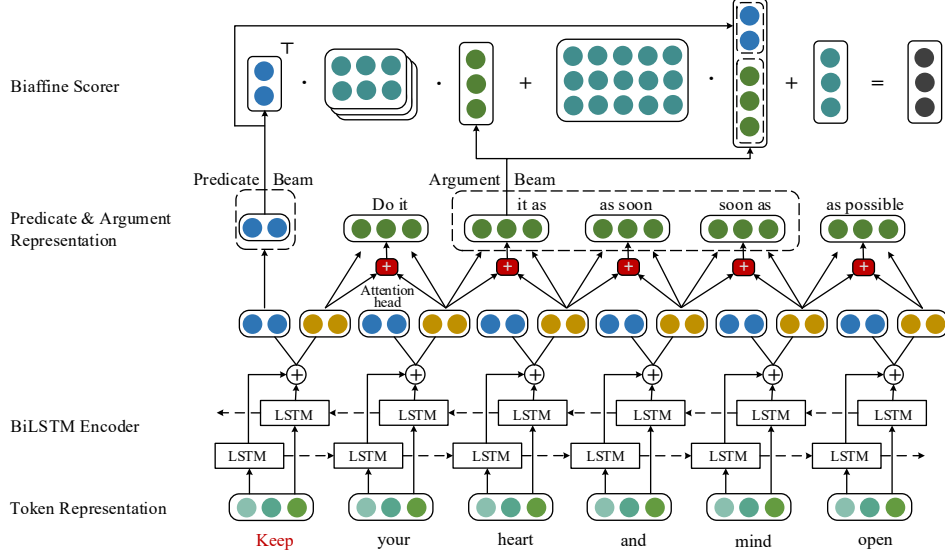 ⊤
Biaffine Scorer
· · + · + =
Predicate Beam
Argument Beam
Predicate & Argument
Representation
Do it
it as
as soon
soon as
as possible
+ + + + +
Attention
head
+ + + + + +
LSTM LSTM LSTM LSTM LSTM LSTM
BiLSTM Encoder
LSTM LSTM LSTM LSTM LSTM LSTM
Token Representation
Keep your heart and mind open